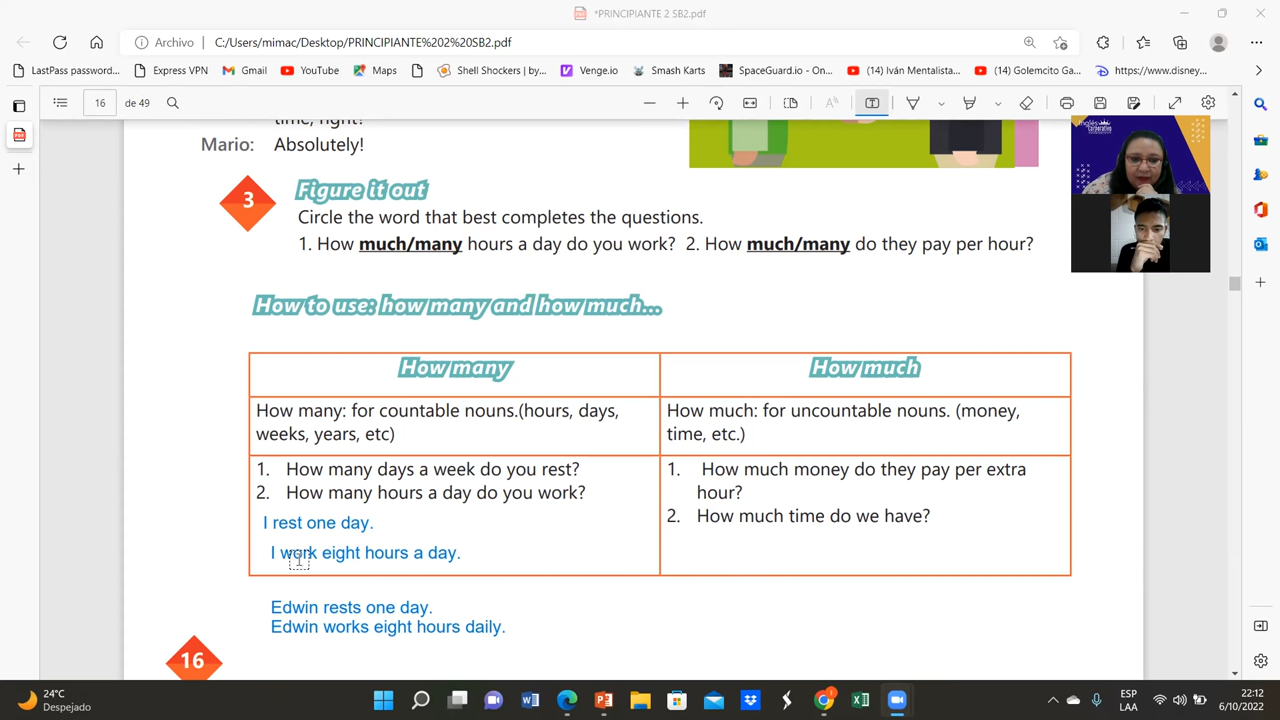 *PRINCIPIANTE 2 SB2.pdf
Archivo C:/Users/mimac/Desktop/PRINCIPIANTE%202%20SB2.pdf
LastPass password... Express VPN Gmail YouTube Maps Shell Shockers | by... Venge.io Smash Karts SpaceGuard.io - On... (14) Iván Mentalista... (14) Golemcito Ga... https://www.disney...
16 de 49
time, right?
Mario: Absolutely!
inglés
Corporativo
3 Figure it out
Circle the word that best completes the questions.
1. How much/many hours a day do you work? 2. How much/many do they pay per hour?
How to use: how many and how much...
How many
How much
How many: for countable nouns.(hours, days,
weeks, years, etc)
How much: for uncountable nouns. (money,
time, etc.)
1. How many days a week do you rest?
2. How many hours a day do you work?
I rest one day.
I work eight hours a day.
1. How much money do they pay per extra
hour?
2. How much time do we have?
Edwin rests one day.
Edwin works eight hours daily.
16
24°C
Despejado
ESP
LAA
22:12
6/10/2022